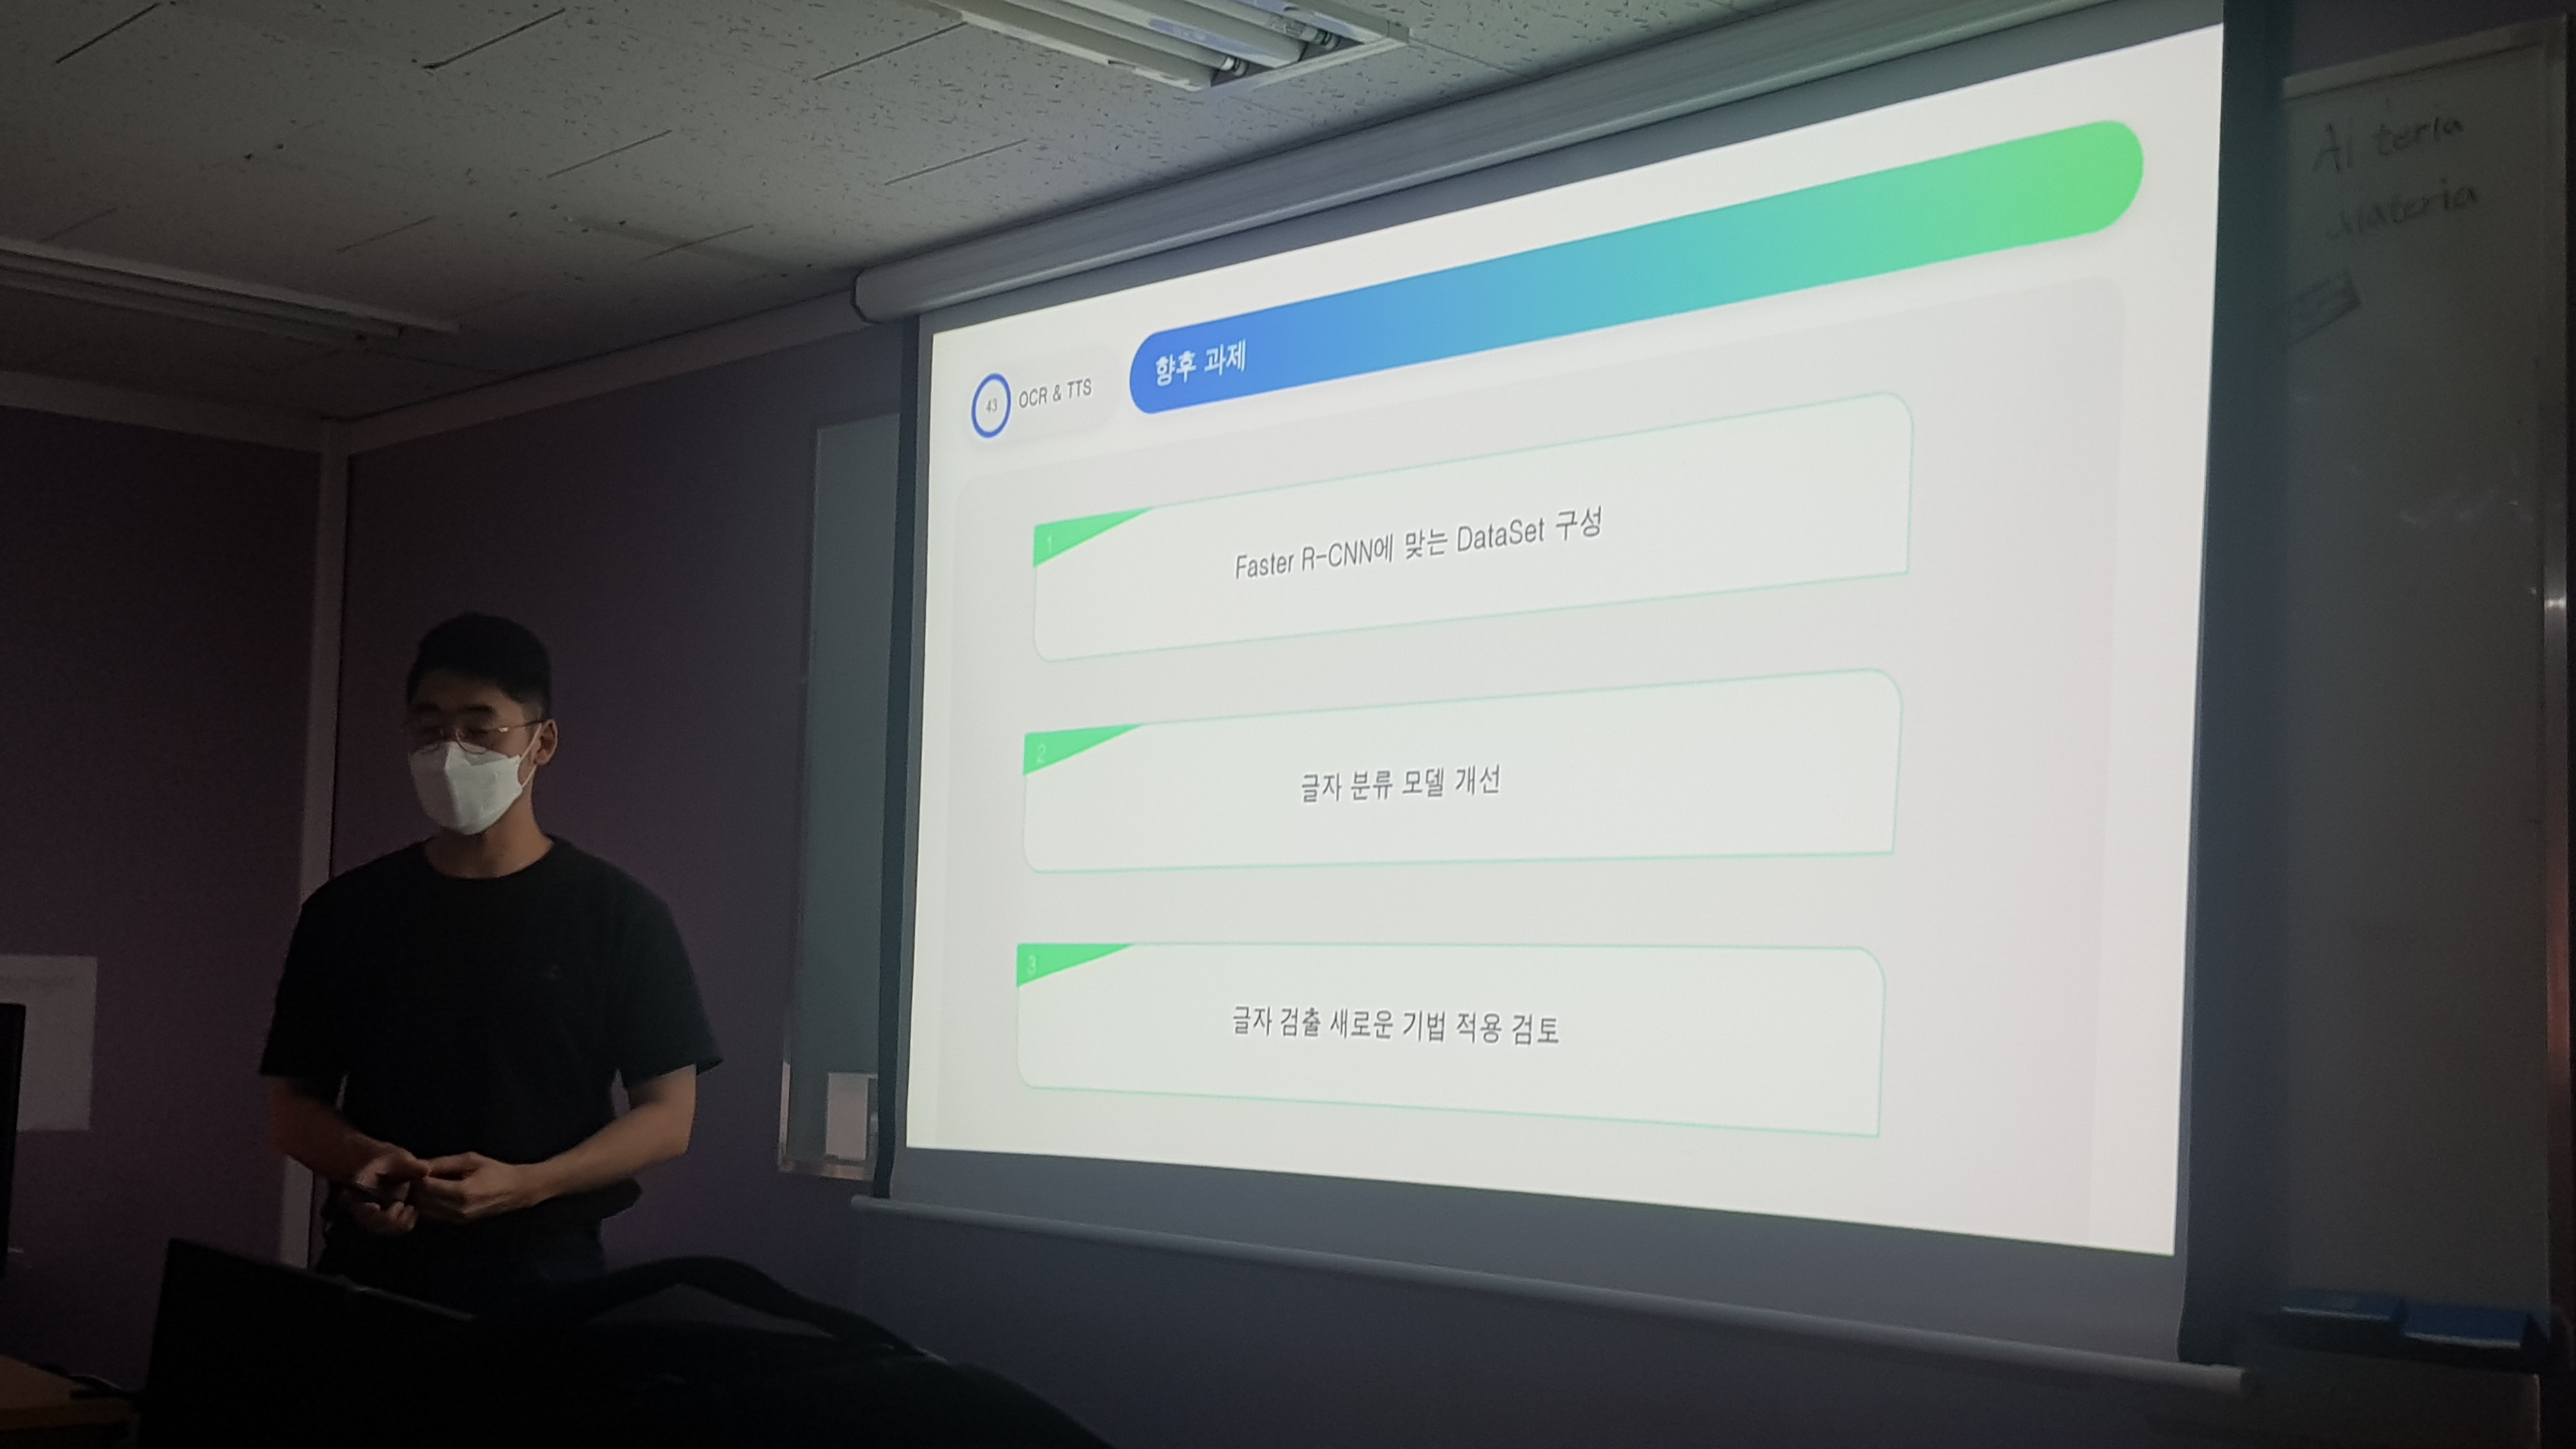 43
OCR & TTS
향후 과제
1
Faster R-CNN에 맞는 DataSet 구성
2
글자 분류 모델 개선
3
글자 검출 새로운 기법 적용 검토
Ai teria
Materia